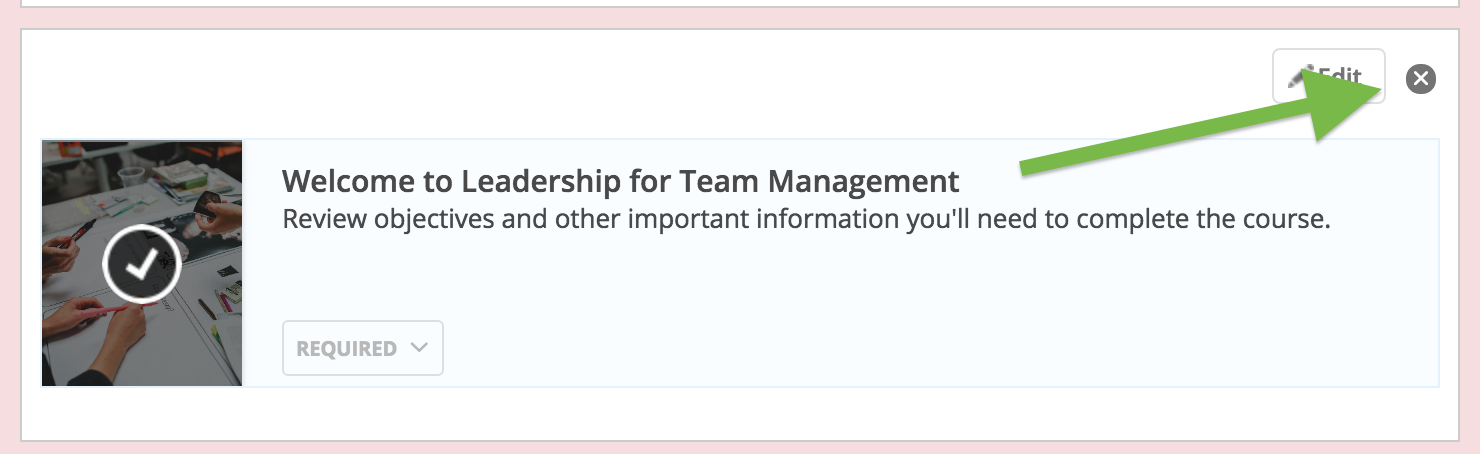 Edit
Welcome to Leadership for Team Management
Review objectives and other important information you'll need to complete the course.
REQUIRED